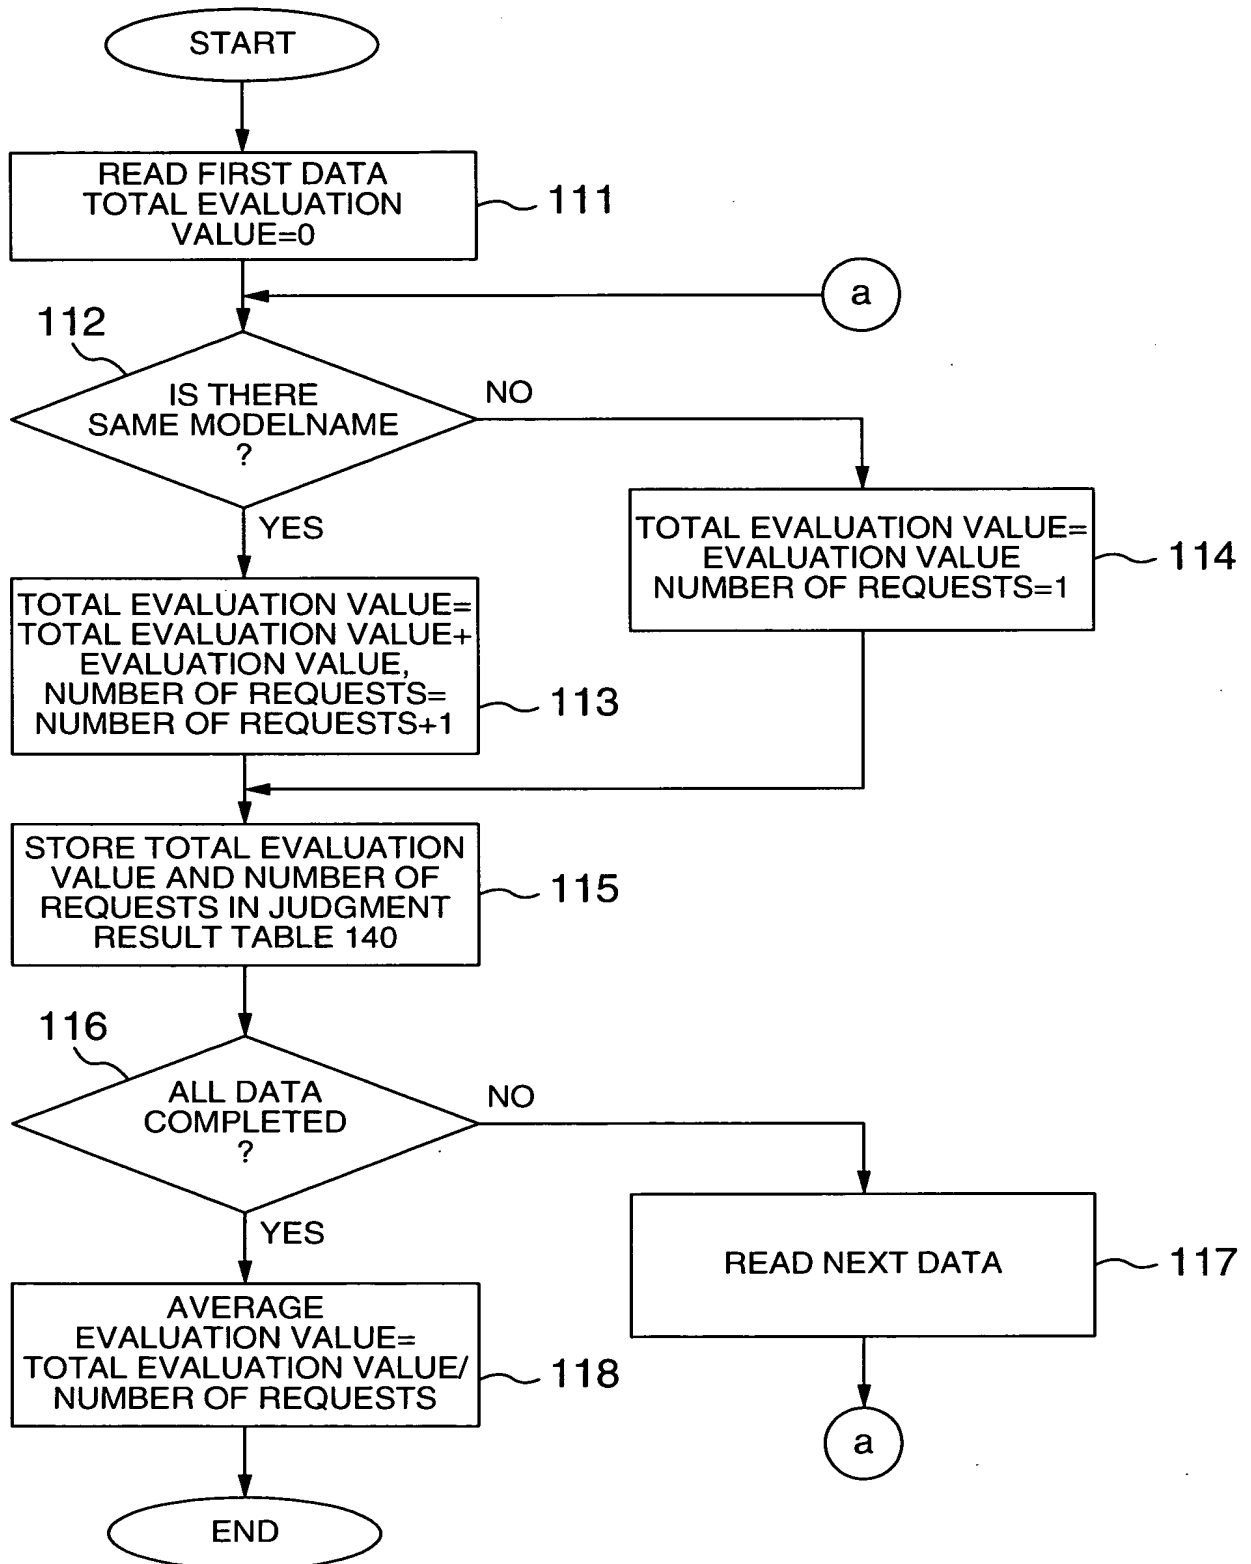 START
READ FIRST DATA
TOTAL EVALUATION
VALUE=0
111
a
112
IS THERE
SAME MODELNAME
?
NO
YES
TOTAL EVALUATION VALUE=
EVALUATION VALUE
NUMBER OF REQUESTS=1
114
TOTAL EVALUATION VALUE=
TOTAL EVALUATION VALUE+
EVALUATION VALUE,
NUMBER OF REQUESTS=
NUMBER OF REQUESTS+1
113
STORE TOTAL EVALUATION
VALUE AND NUMBER OF
REQUESTS IN JUDGMENT
RESULT TABLE 140
115
116
ALL DATA
COMPLETED
?
NO
YES
READ NEXT DATA
117
AVERAGE
EVALUATION VALUE=
TOTAL EVALUATION VALUE/
NUMBER OF REQUESTS
118
a
END